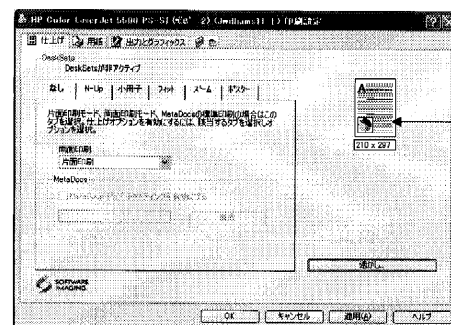 HP Color LaserJet 5500 PS
仕上げ 用紙 出力とグラフィックス
DeskSets
DeskSetsが非アクティブ
なし N-Up 小冊子 フィット ズーム ポスター
片面印刷モード、両面印刷モード、MetaDocsの標準印刷の場合はこの
タブを選択。仕上げオプションを有効にするには、該当するタブを選択しオ
プションを選択。
両面印刷
片面印刷
MetaDocs
210 x 297
透かし...
SOFTWARE
IMAGING
OK キャンセル 適用(A) ヘルプ